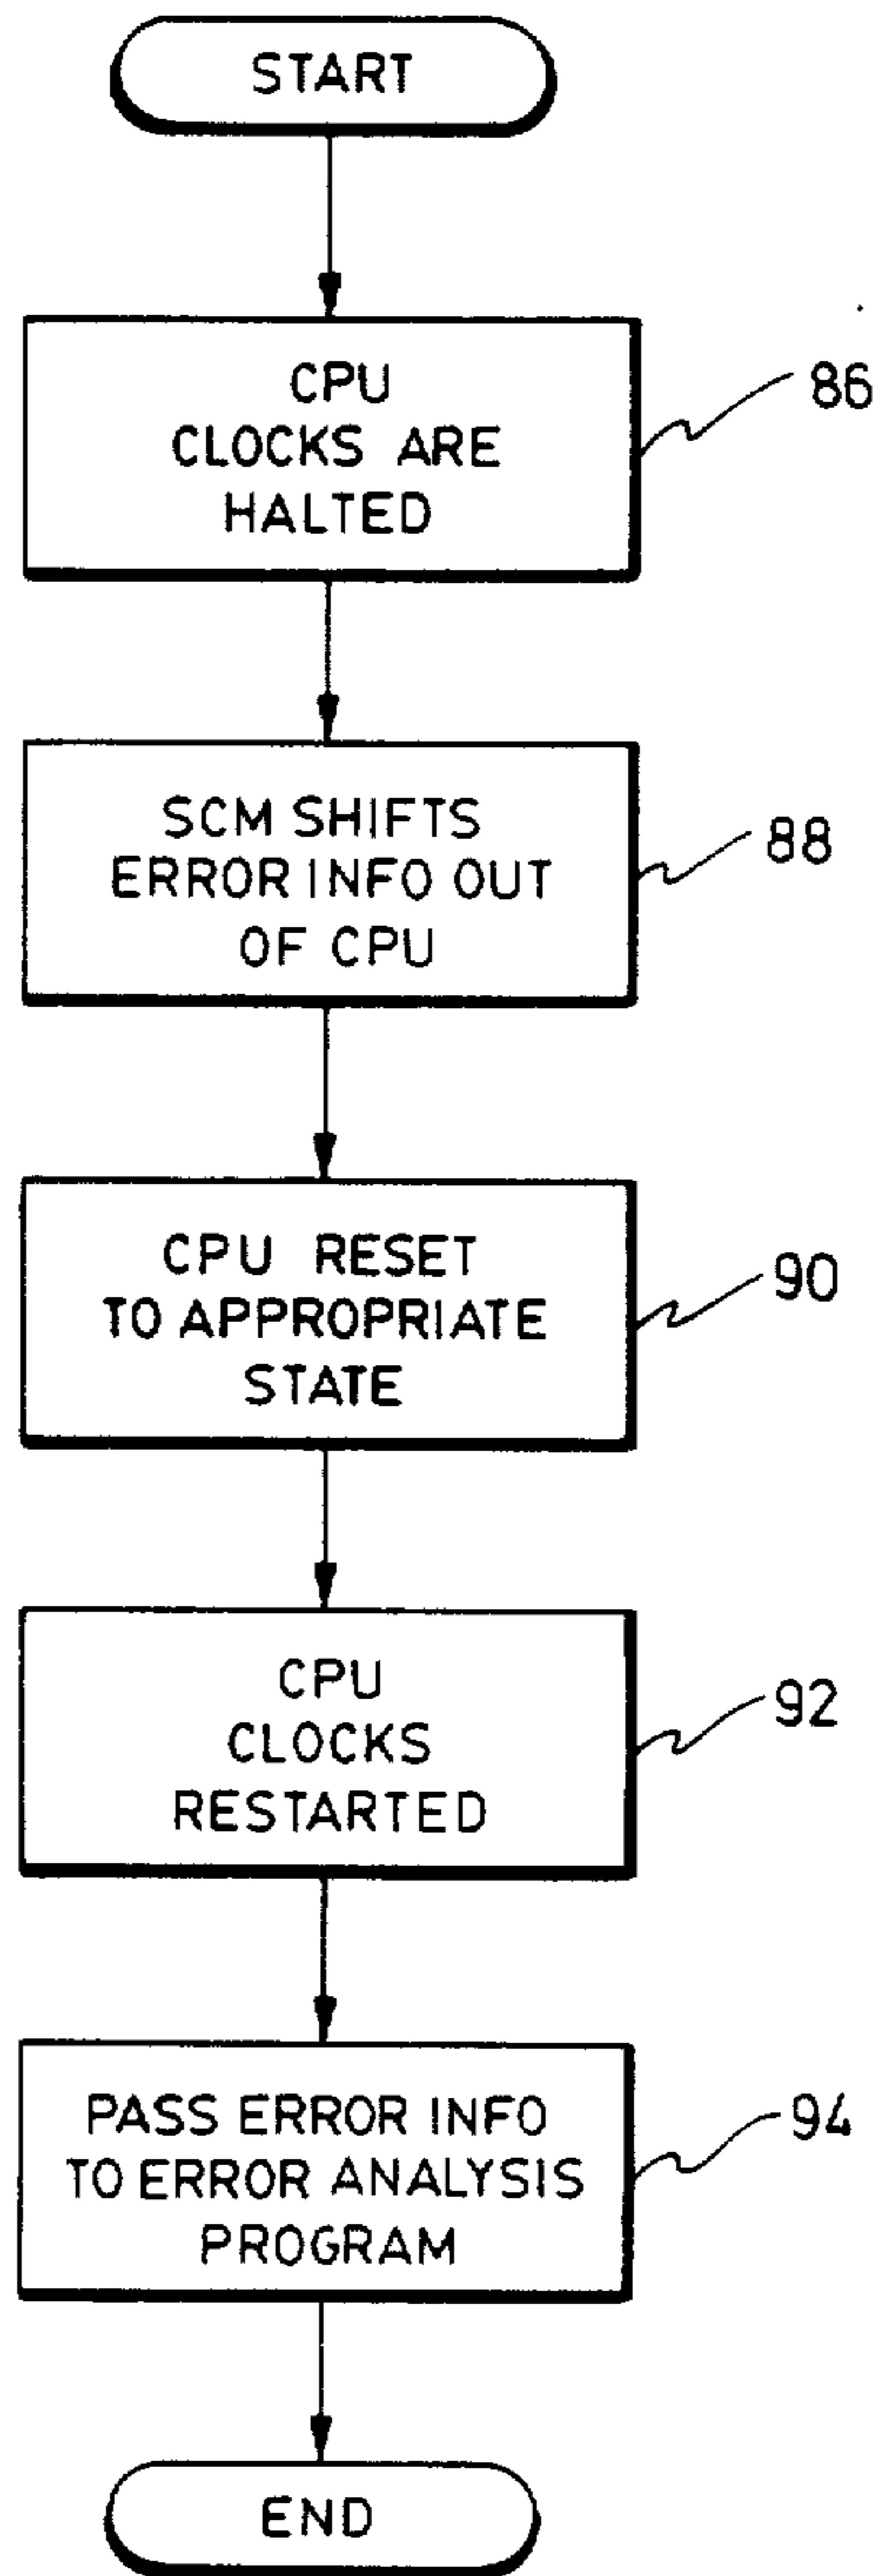 START
CPU
CLOCKS ARE
HALTED
86
SCM SHIFTS
ERROR INFO OUT
OF CPU
88
CPU RESET
TO APPROPRIATE
STATE
90
CPU
CLOCKS
RESTARTED
92
PASS ERROR INFO
TO ERROR ANALYSIS
PROGRAM
94
END